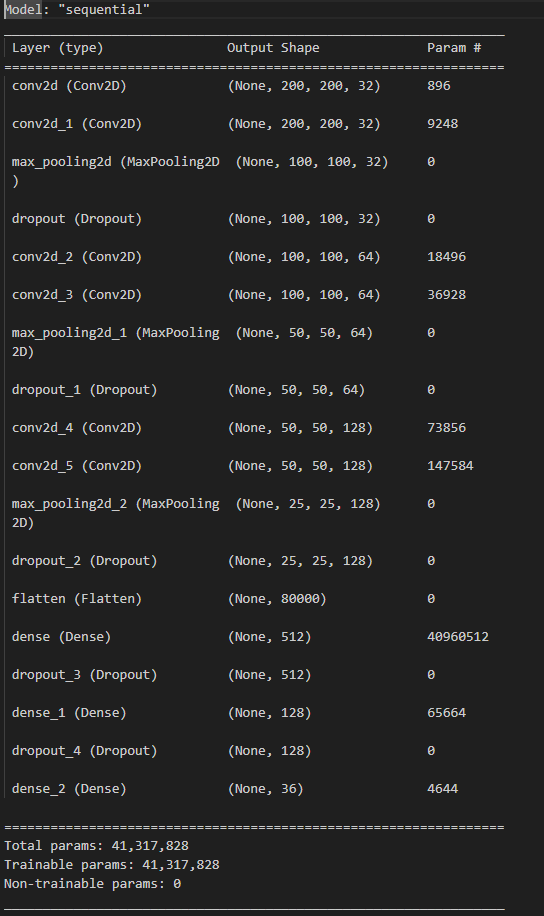 Model: "sequential"
_________________________________________________________________
Layer (type)                Output Shape              Param #
=================================================================
conv2d (Conv2D)             (None, 200, 200, 32)      896
conv2d_1 (Conv2D)           (None, 200, 200, 32)      9248
max_pooling2d (MaxPooling2D  (None, 100, 100, 32)     0
)
dropout (Dropout)           (None, 100, 100, 32)      0
conv2d_2 (Conv2D)           (None, 100, 100, 64)      18496
conv2d_3 (Conv2D)           (None, 100, 100, 64)      36928
max_pooling2d_1 (MaxPooling  (None, 50, 50, 64)       0
2D)
dropout_1 (Dropout)         (None, 50, 50, 64)        0
conv2d_4 (Conv2D)           (None, 50, 50, 128)       73856
conv2d_5 (Conv2D)           (None, 50, 50, 128)       147584
max_pooling2d_2 (MaxPooling  (None, 25, 25, 128)      0
2D)
dropout_2 (Dropout)         (None, 25, 25, 128)       0
flatten (Flatten)           (None, 80000)             0
dense (Dense)               (None, 512)               40960512
dropout_3 (Dropout)         (None, 512)               0
dense_1 (Dense)             (None, 128)               65664
dropout_4 (Dropout)         (None, 128)               0
dense_2 (Dense)             (None, 36)                4644
=================================================================
Total params: 41,317,828
Trainable params: 41,317,828
Non-trainable params: 0
_________________________________________________________________